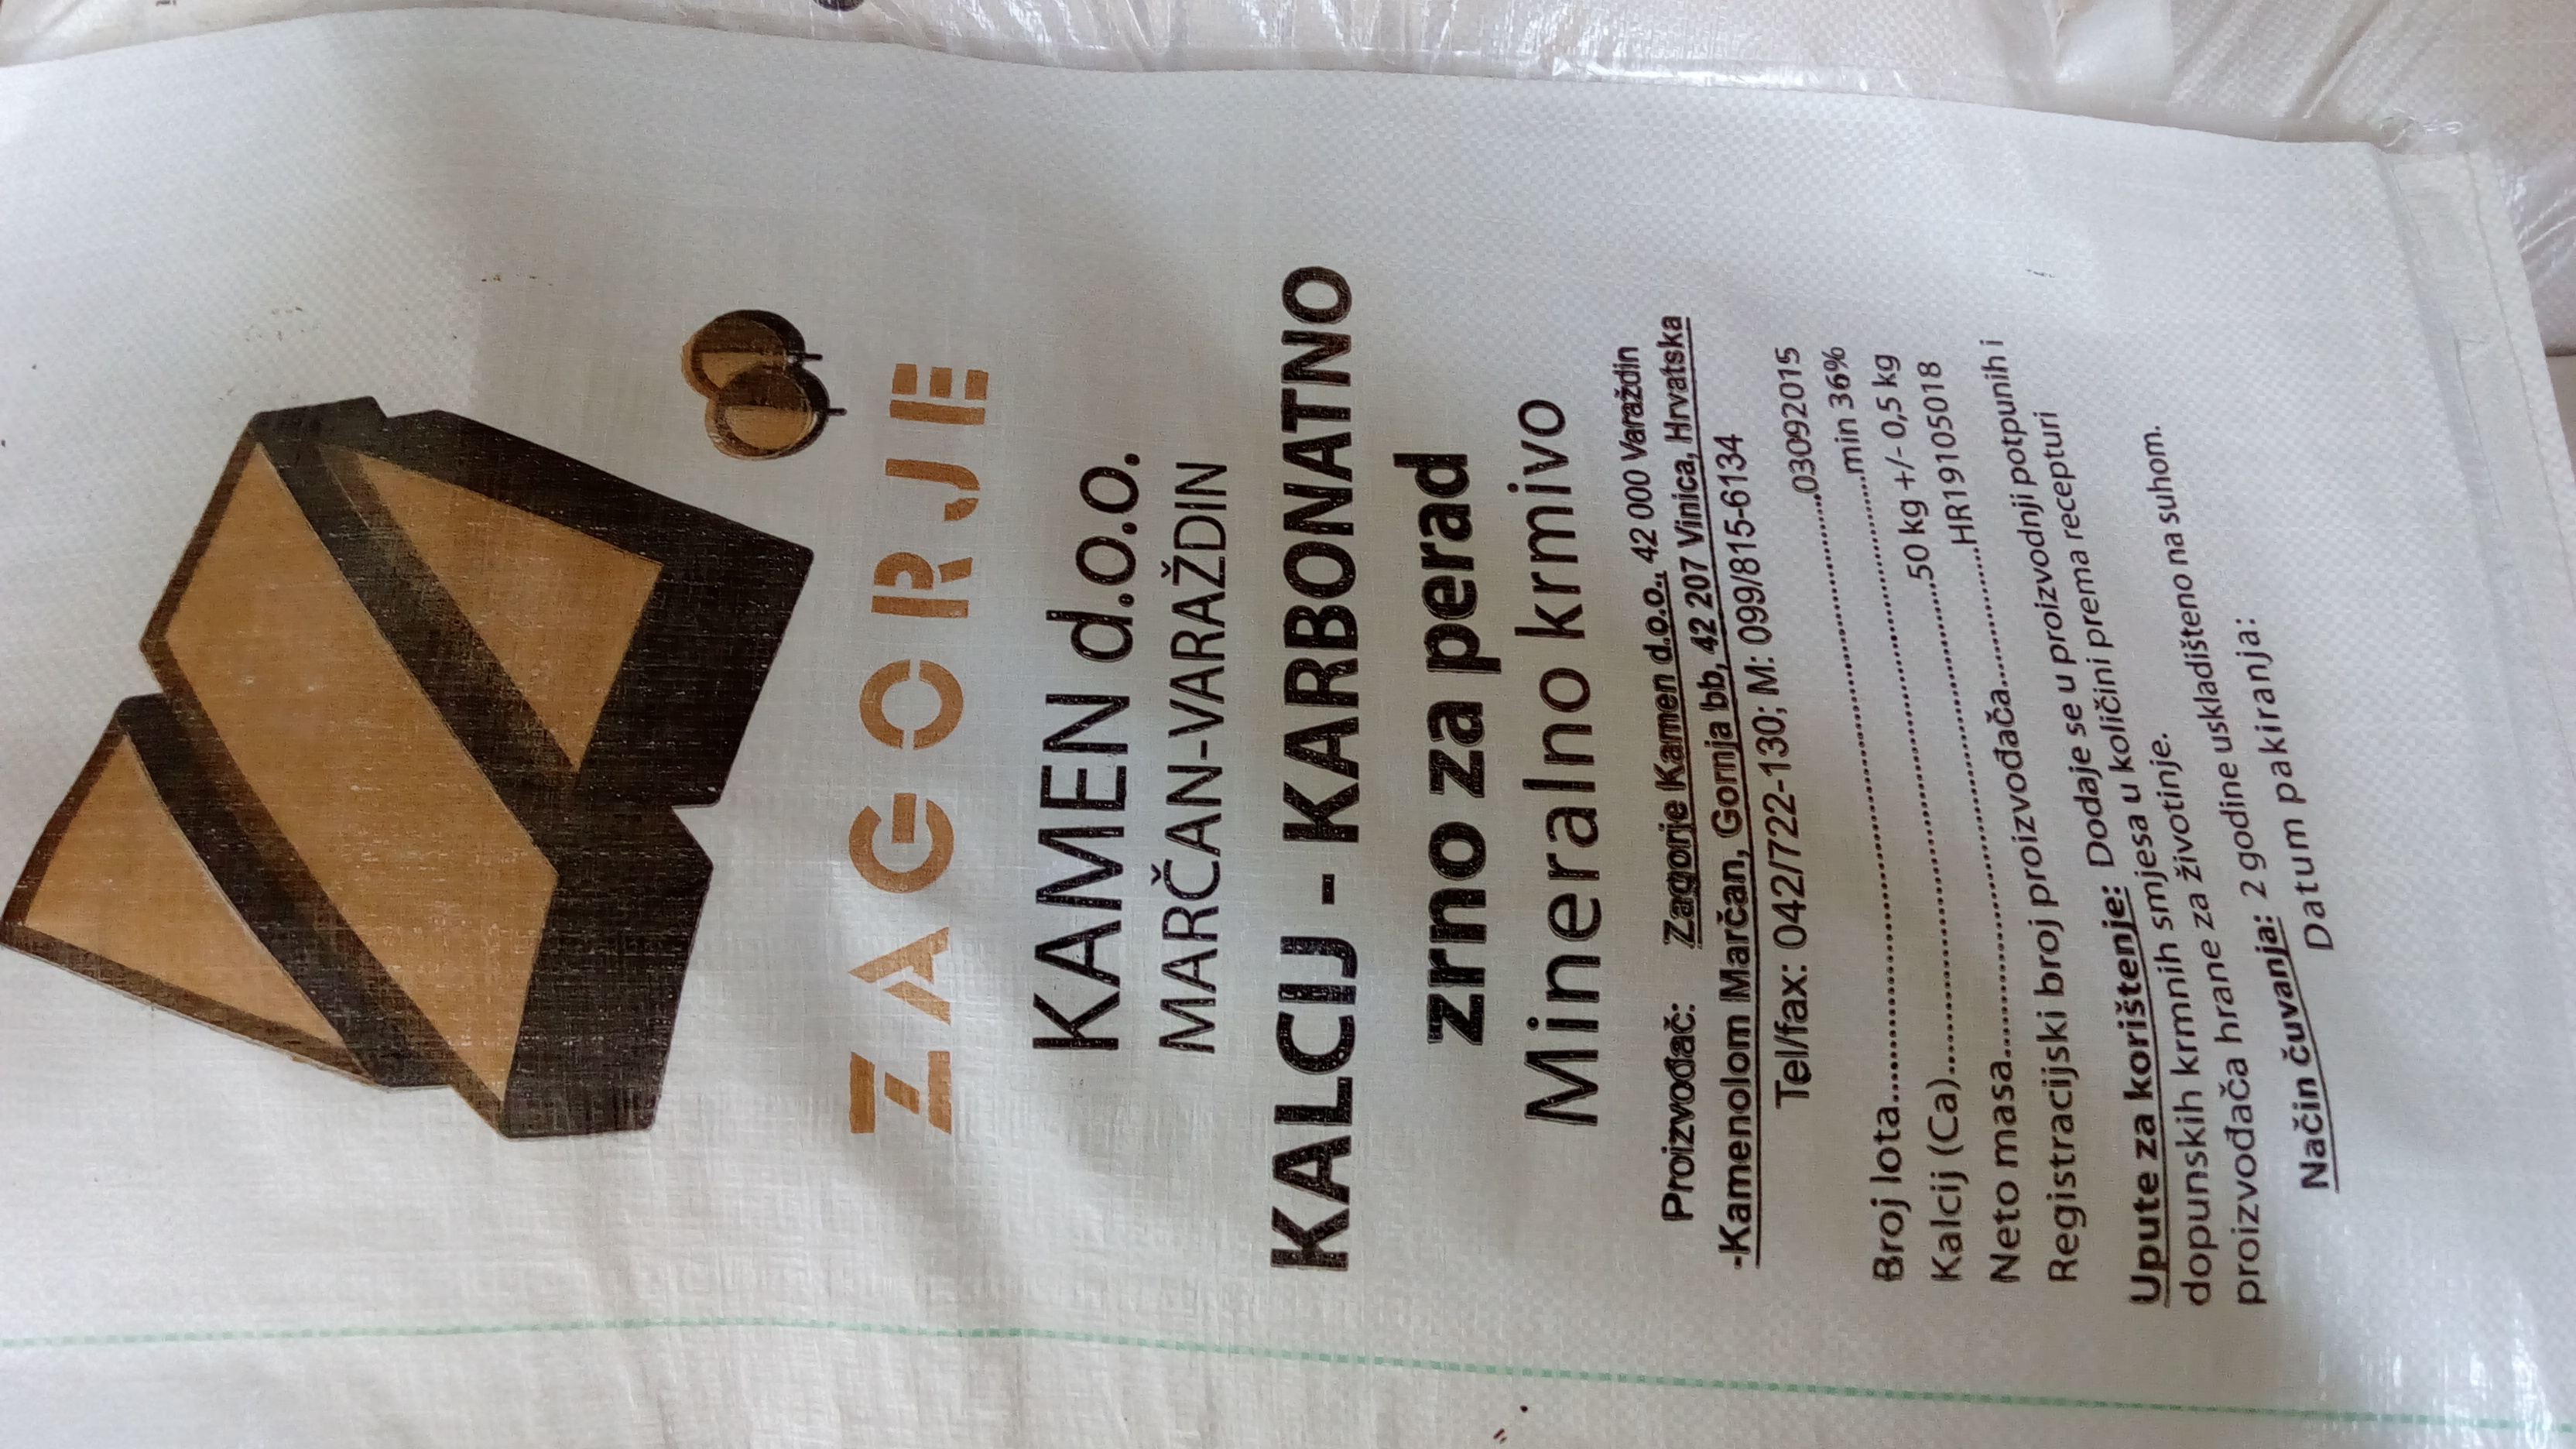 ZAGORJE
KAMEN d.o.o.
MARČAN-VARAŽDIN
KALCIJ - KARBONATNO
zrno za perad
Mineralno krmivo
Proizvođač: Zagorje Kamen d.o.o., 42 000 Varaždin
-Kamenolom Marčan, Gornja bb, 42 207 Vinica, Hrvatska
Tel/fax: 042/722-130; M: 099/815-6134
Broj lota..........................................................03092015
Kalcij (Ca)..........................................................min 36%
Neto masa..............................................50 kg +/- 0,5 kg
Registracijski broj proizvođača.................HR19105018
Upute za korištenje: Dodaje se u proizvodnji potpunih i
dopunskih krmnih smjesa u količini prema recepturi
proizvođača hrane za životinje.
Način čuvanja: 2 godine uskladišteno na suhom.
Datum pakiranja: